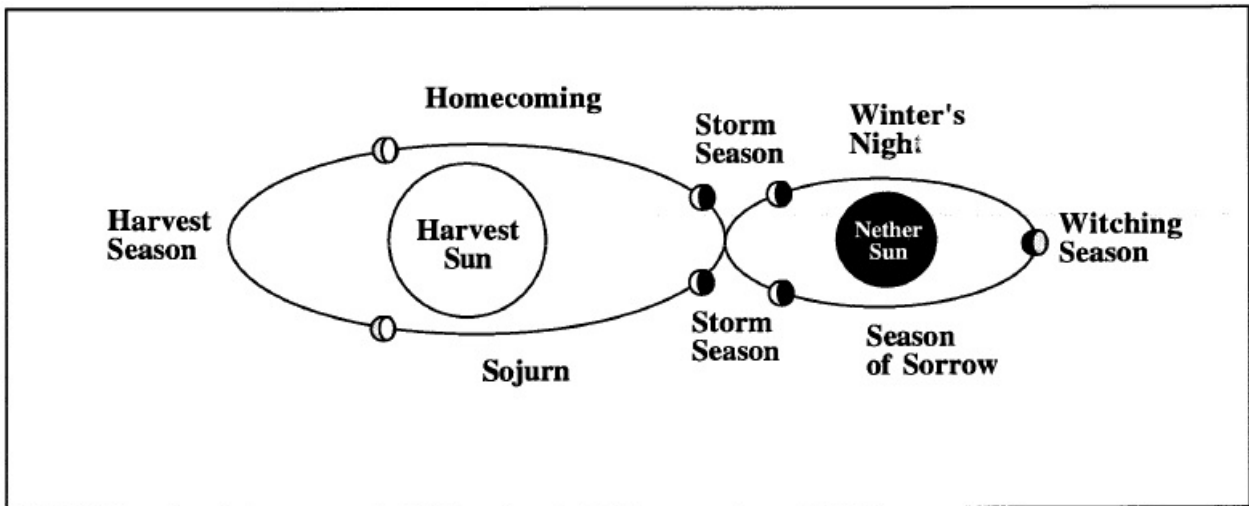 Homecoming
Storm
Season
Winter's
Night
Harvest
Season
Harvest
Sun
Nether
Sun
Witching
Season
Storm
Season
Sojurn
Season
of Sorrow